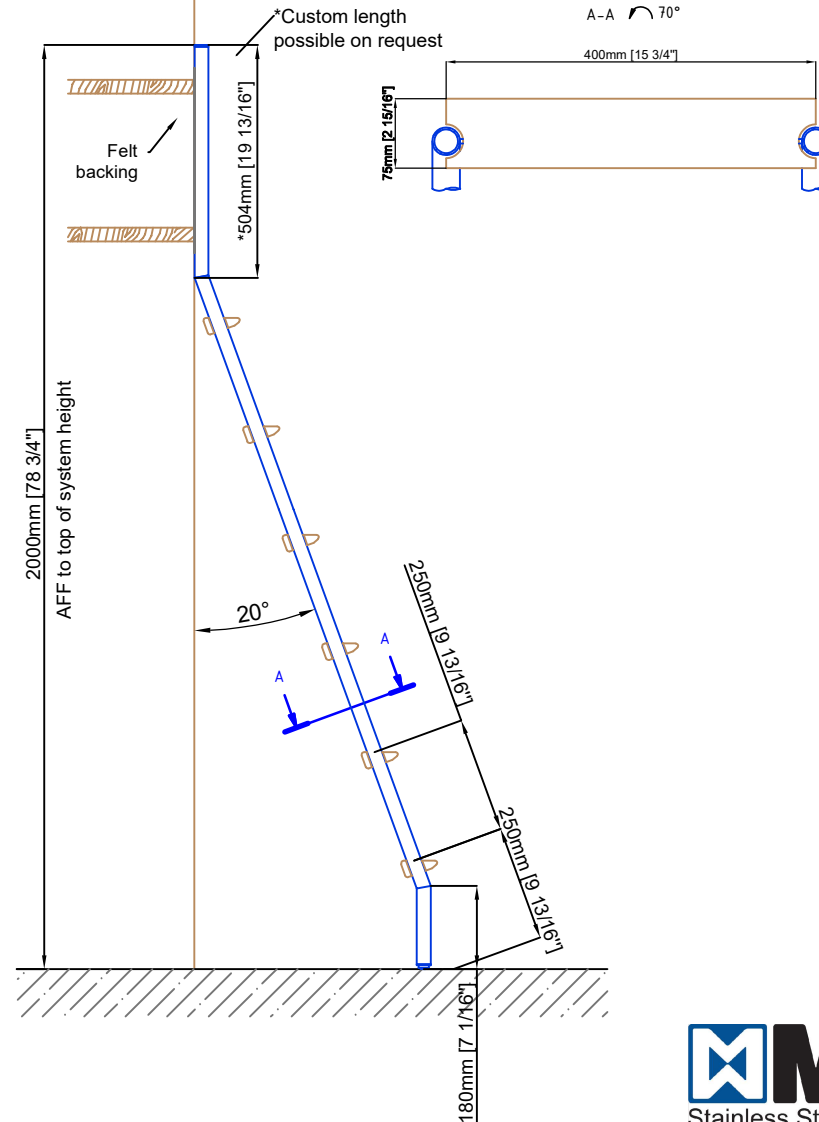 *Custom length
possible on request
A-A 70°
400mm [15 3/4"]
75mm [2 15/16"]
*504mm [19 13/16"]
Felt
backing
2000mm [78 3/4"]
AFF to top of system height
20°
250mm [9 13/16"]
A
A
250mm [9 13/16"]
180mm [7 1/16"]
M
Stainless St